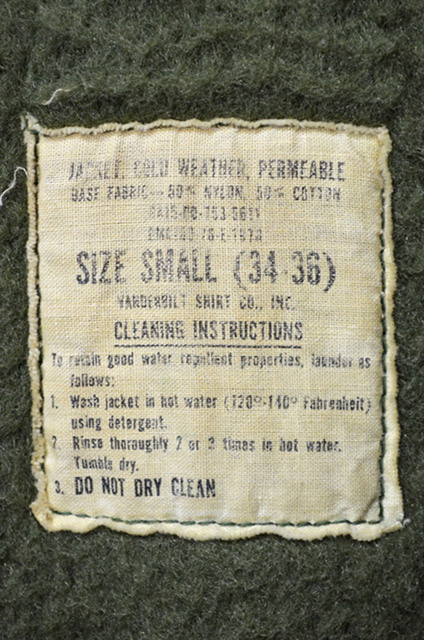 JACKET, COLD WEATHER, PERMEABLE
BASE FABRIC — 50% NYLON, 50% COTTON
SIZE SMALL (34-36)
VANDERBILT SHIRT CO., INC.
CLEANING INSTRUCTIONS
To retain good water repellent properties, launder as
follows:
1. Wash jacket in hot water (120°-140° Fahrenheit)
using detergent.
2. Rinse thoroughly 2 or 3 times in hot water.
Tumble dry.
3. DO NOT DRY CLEAN